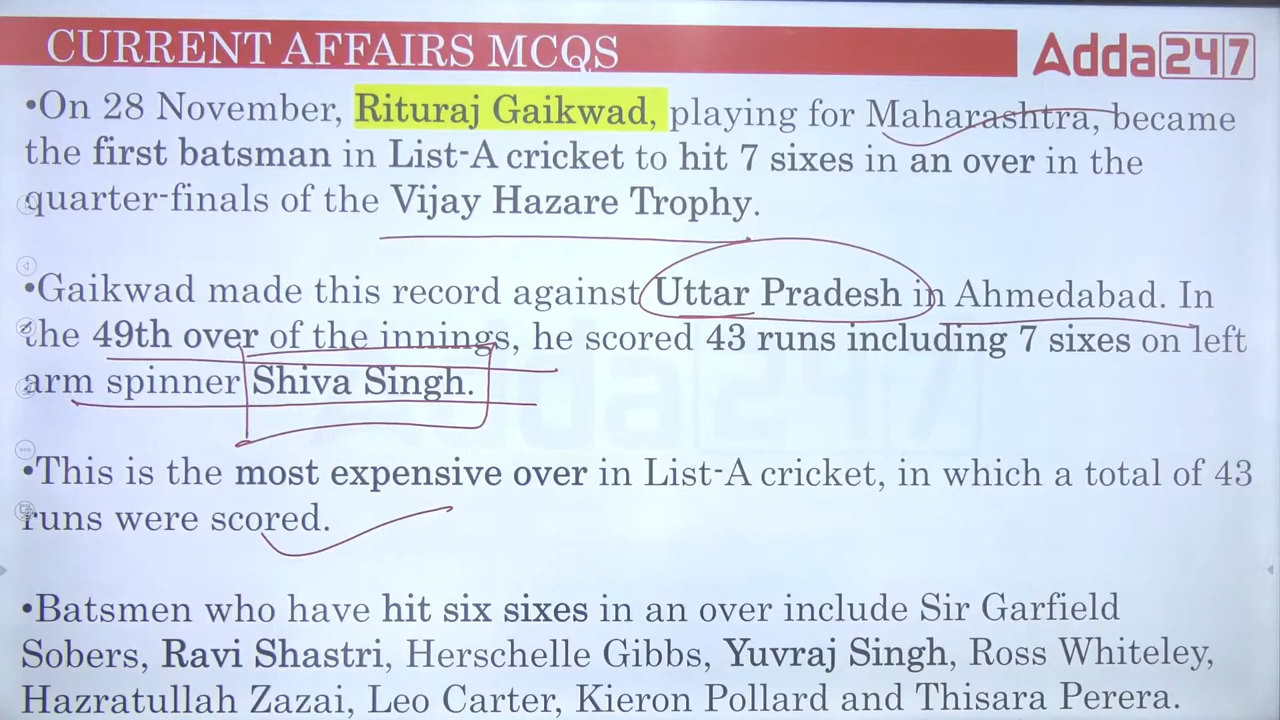 CURRENT AFFAIRS MCQS
Adda247
•On 28 November, Rituraj Gaikwad, playing for Maharashtra, became
the first batsman in List-A cricket to hit 7 sixes in an over in the
quarter-finals of the Vijay Hazare Trophy.
•Gaikwad made this record against Uttar Pradesh in Ahmedabad. In
the 49th over of the innings, he scored 43 runs including 7 sixes on left
arm spinner Shiva Singh.
•This is the most expensive over in List-A cricket, in which a total of 43
runs were scored.
•Batsmen who have hit six sixes in an over include Sir Garfield
Sobers, Ravi Shastri, Herschelle Gibbs, Yuvraj Singh, Ross Whiteley,
Hazratullah Zazai, Leo Carter, Kieron Pollard and Thisara Perera.